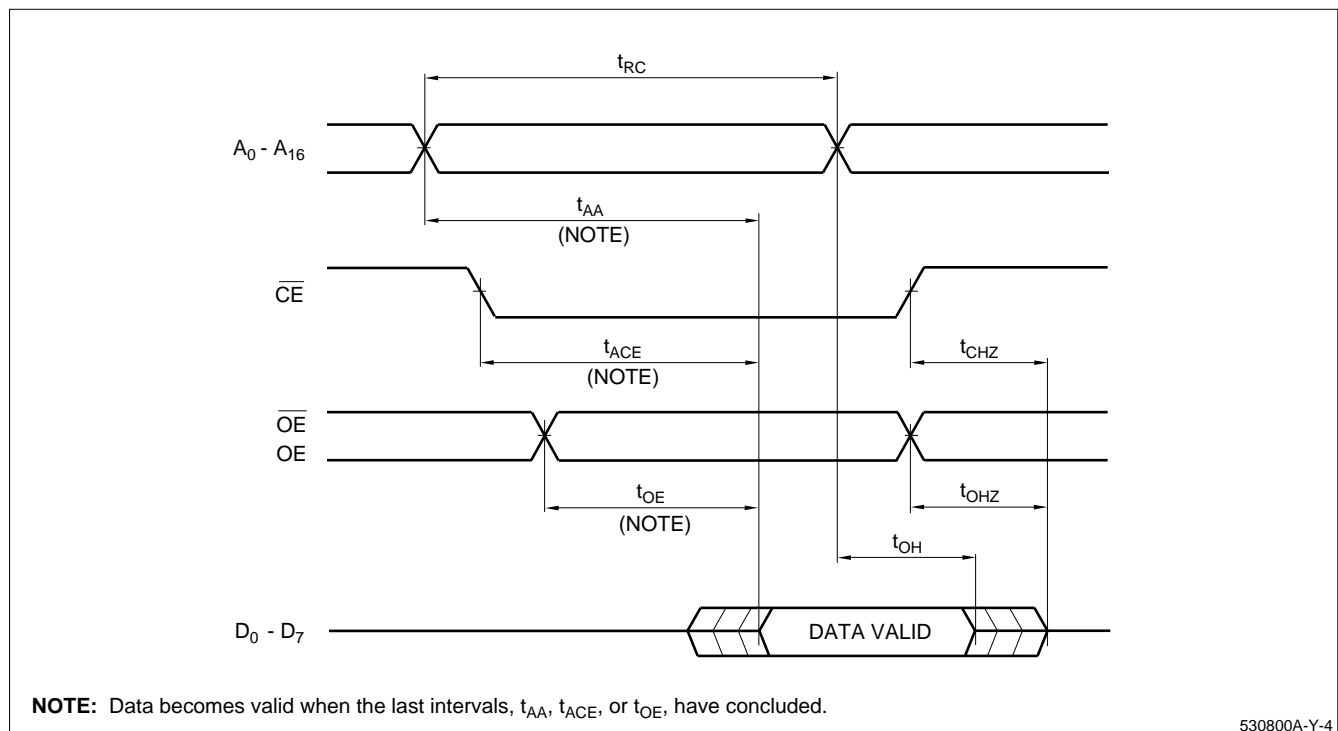 tRC
A0 - A16
tAA
(NOTE)
CE
tACE
(NOTE)
tCHZ
OE
OE
tOE
(NOTE)
tOHZ
tOH
D0 - D7
DATA VALID
NOTE: Data becomes valid when the last intervals, tAA, tACE, or tOE, have concluded.
530800A-Y-4